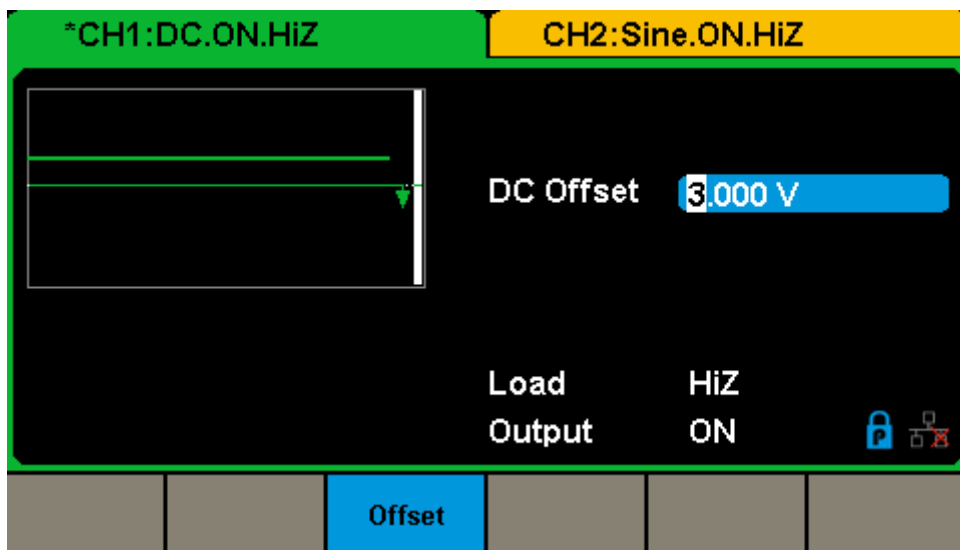 *CH1:DC.ON.HiZ
CH2:Sine.ON.HiZ
DC Offset 3.000 V
Load HiZ
Output ON
P
Offset